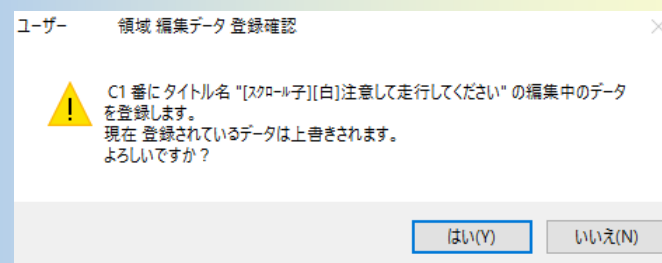 ユーザー 領域 編集データ 登録確認
C1 番に タイトル名 "[スクロール子][白]注意して走行してください" の編集中のデータ
を登録します。
現在 登録されているデータは上書きされます。
よろしいですか？
はい(Y) いいえ(N)